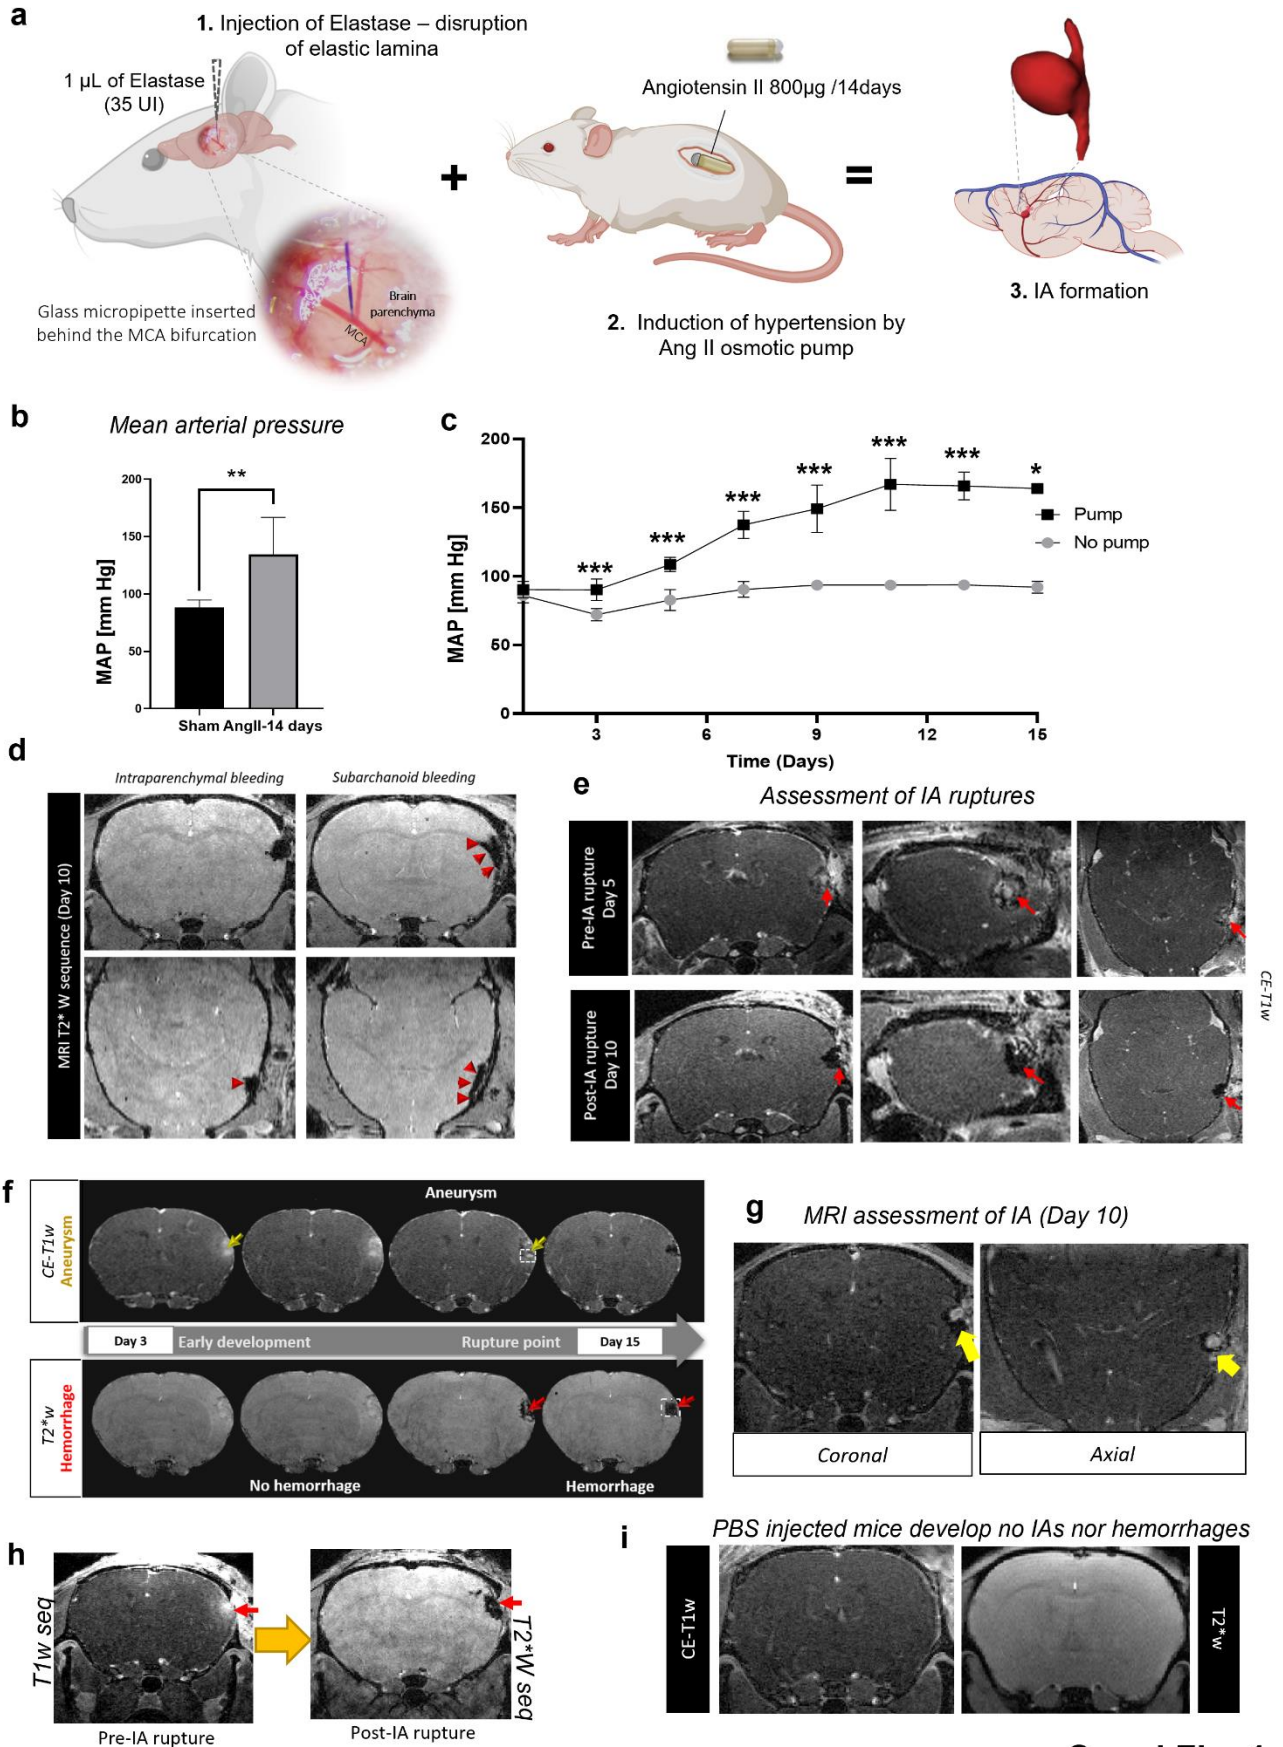 a
1. Injection of Elastase – disruption
of elastic lamina
1 µL of Elastase
(35 UI)
Angiotensin II 800µg /14days
+
=
Brain
parenchyma
MCA
Glass micropipette inserted
behind the MCA bifurcation
2. Induction of hypertension by
Ang II osmotic pump
3. IA formation
b
Mean arterial pressure
MAP [mm Hg]
200
150
100
50
0
**
Sham AngII-14 days
c
MAP [mm Hg]
200
150
100
50
0
***
***
***
***
***
***
*
Pump
No pump
3
6
9
12
15
Time (Days)
d
Intraparenchymal bleeding
Subarchanoid bleeding
MRI T2* W sequence (Day 10)
e
Assessment of IA ruptures
Pre-IA rupture
Day 5
Post-IA rupture
Day 10
CE-T1w
f
CE-T1w
Aneurysm
Aneurysm
Day 3
Early development
Rupture point
Day 15
T2*w
Hemorrhage
No hemorrhage
Hemorrhage
g
MRI assessment of IA (Day 10)
Coronal
Axial
h
T1w seq
T2*W seq
Pre-IA rupture
Post-IA rupture
i
PBS injected mice develop no IAs nor hemorrhages
CE-T1w
T2*w